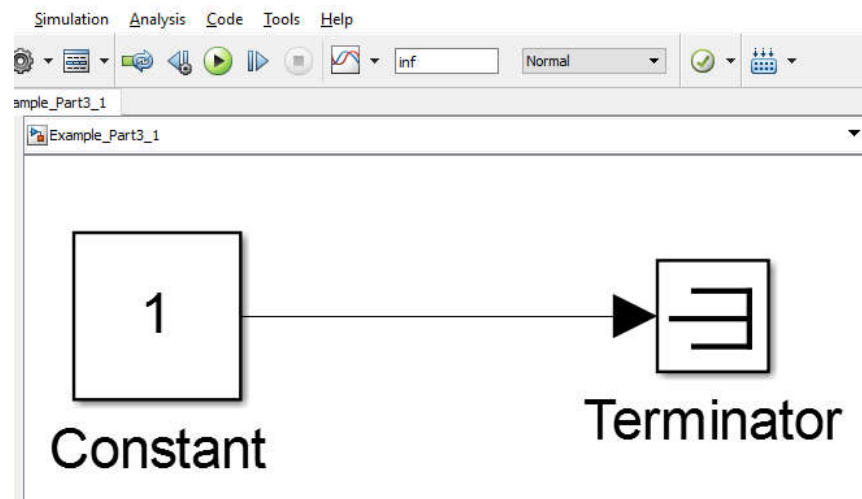 Simulation Analysis Code Tools Help
inf Normal
ample_Part3_1
Example_Part3_1
1
Constant
Terminator